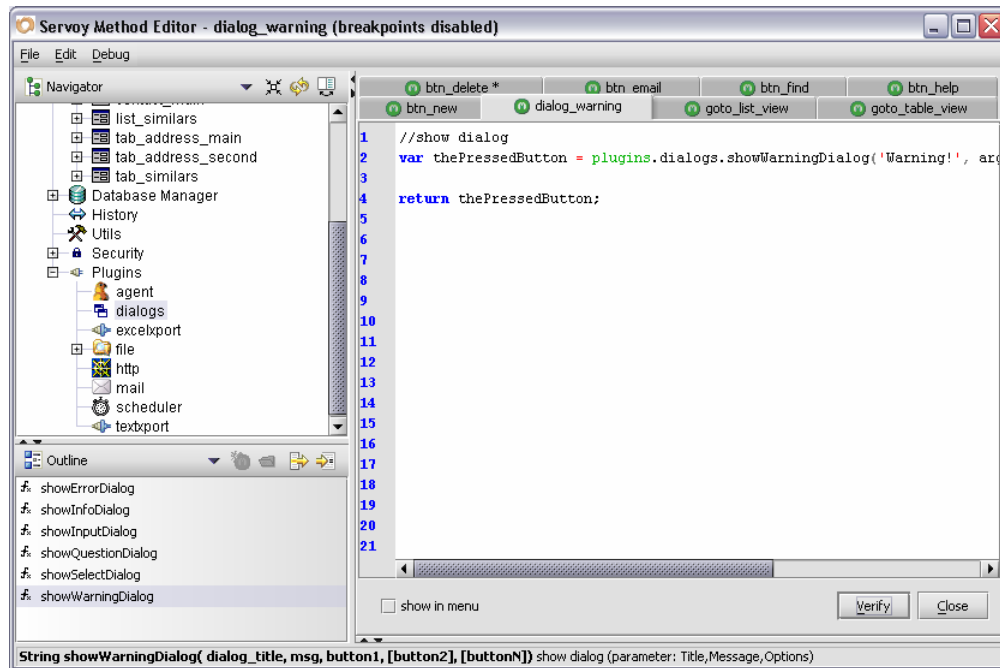 Servoy Method Editor - dialog_warning (breakpoints disabled)
File Edit Debug
Navigator
list_similars
tab_address_main
tab_address_second
tab_similars
Database Manager
History
Utils
Security
Plugins
agent
dialogs
excelxport
file
http
mail
scheduler
textxport
Outline
showErrorDialog
showInfoDialog
showInputDialog
showQuestionDialog
showSelectDialog
showWarningDialog
btn_delete * btn_email btn_find btn_help
btn_new dialog_warning goto_list_view goto_table_view
1 //show dialog
2 var thePressedButton = plugins.dialogs.showWarningDialog('Warning!', arg
3
4 return thePressedButton;
5
6
7
8
9
10
11
12
13
14
15
16
17
18
19
20
21
show in menu
Verify Close
String showWarningDialog( dialog_title, msg, button1, [button2], [buttonN]) show dialog (parameter: Title,Message,Options)